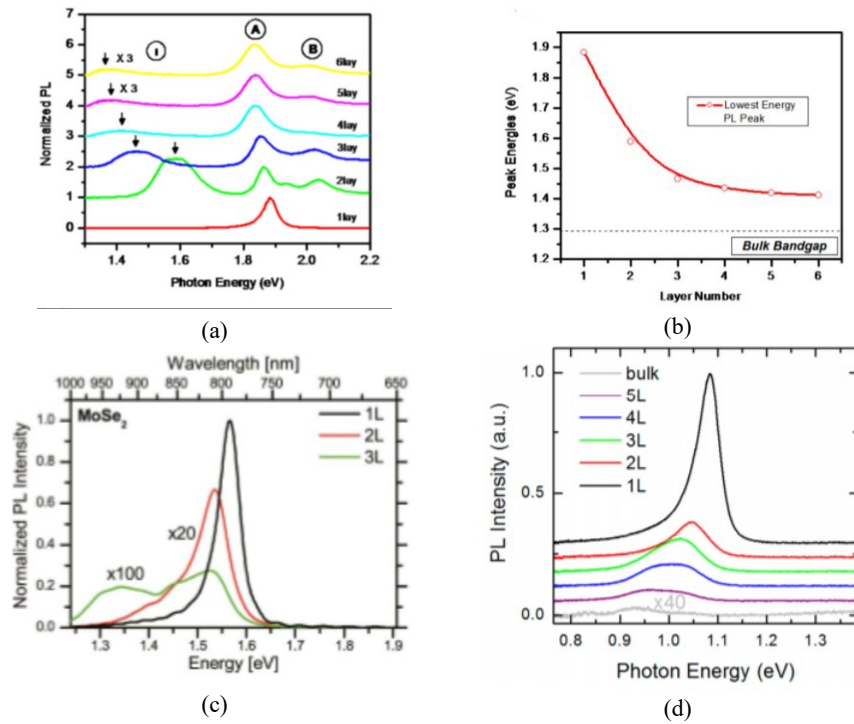 6
5
4
3
2
1
0
Normalized PL
X 3
X 3
I
A
B
6lay
5lay
4lay
3lay
2lay
1lay
1.4
1.6
1.8
2.0
2.2
Photon Energy (eV)
(a)
1.9
1.8
1.7
1.6
1.5
1.4
1.3
1.2
Peak Energies (eV)
Lowest Energy
PL Peak
Bulk Bandgap
1
2
3
4
5
6
Layer Number
(b)
Wavelength [nm]
1000 950 900 850 800 750 700 650
MoSe2
1L
2L
3L
x20
x100
1.0
0.8
0.6
0.4
0.2
0.0
Normalized PL Intensity
1.3 1.4 1.5 1.6 1.7 1.8 1.9
Energy [eV]
(c)
1.0
0.5
0.0
PL Intensity (a.u.)
bulk
5L
4L
3L
2L
1L
x40
0.8 0.9 1.0 1.1 1.2 1.3
Photon Energy (eV)
(d)